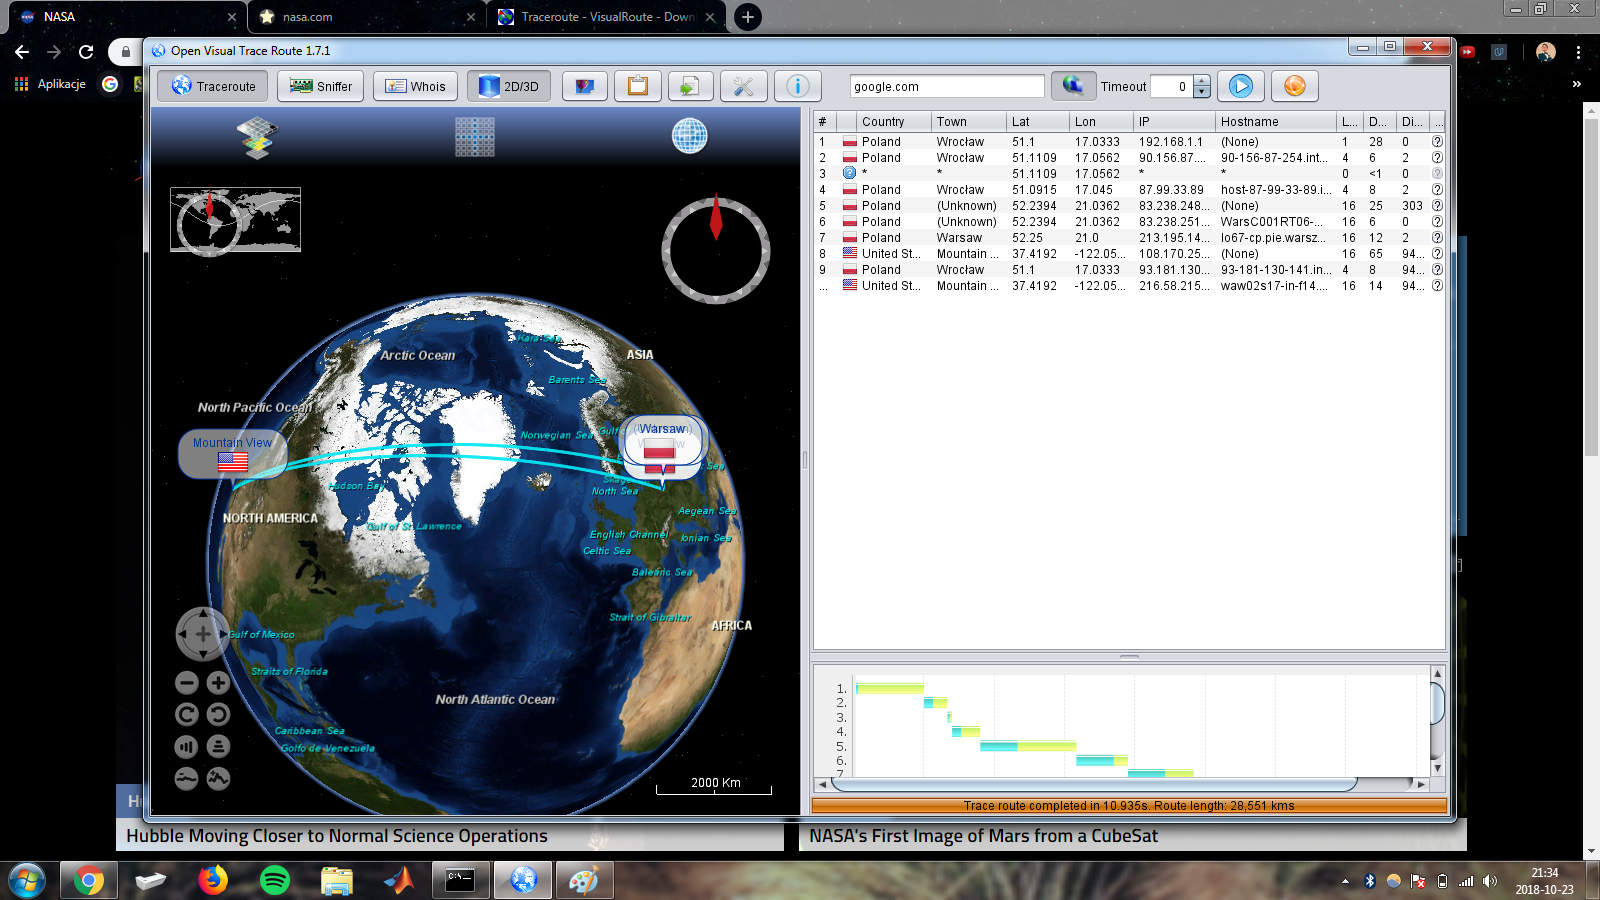 NASA
nasa.com
Traceroute - VisualRoute - Down
Aplikacje
»
Open Visual Trace Route 1.7.1
Traceroute
Sniffer
Whois
2D/3D
google.com
Timeout
0
# Country Town Lat Lon IP Hostname L... D... Di... ...
1 Poland Wrocław 51.1 17.0333 192.168.1.1 (None) 1 28 0
2 Poland Wrocław 51.1109 17.0562 90.156.87.... 90-156-87-254.int... 4 6 2
3 * * 51.1109 17.0562 * * 0 <1 0
4 Poland Wrocław 51.0915 17.045 87.99.33.89 host-87-99-33-89.i... 4 8 2
5 Poland (Unknown) 52.2394 21.0362 83.238.248... (None) 16 25 303
6 Poland (Unknown) 52.2394 21.0362 83.238.251... WarsC001RT06-... 16 6 0
7 Poland Warsaw 52.25 21.0 213.195.14... lo67-cp.pie.warsz... 16 12 2
8 United St... Mountain ... 37.4192 -122.05... 108.170.25... (None) 16 65 94...
9 Poland Wrocław 51.1 17.0333 93.181.130... 93-181-130-141.in... 4 8 94...
... United St... Mountain ... 37.4192 -122.05... 216.58.215... waw02s17-in-f14.... 16 14 94...
Kara Sea
Arctic Ocean
ASIA
Barents Sea
North Pacific Ocean
Mountain View
Warsaw
Norwegian Sea
Hudson Bay
North Sea
NORTH AMERICA
Gulf of St. Lawrence
Aegean Sea
English Channel
Ionian Sea
Celtic Sea
Balearic Sea
Strait of Gibraltar
AFRICA
Gulf of Mexico
Straits of Florida
North Atlantic Ocean
Caribbean Sea
Golfo de Venezuela
2000 Km
1.
2.
3.
4.
5.
6.
7
Trace route completed in 10.935s. Route length: 28,551 kms
Hubble Moving Closer to Normal Science Operations
NASA's First Image of Mars from a CubeSat
C:\
21:34
2018-10-23